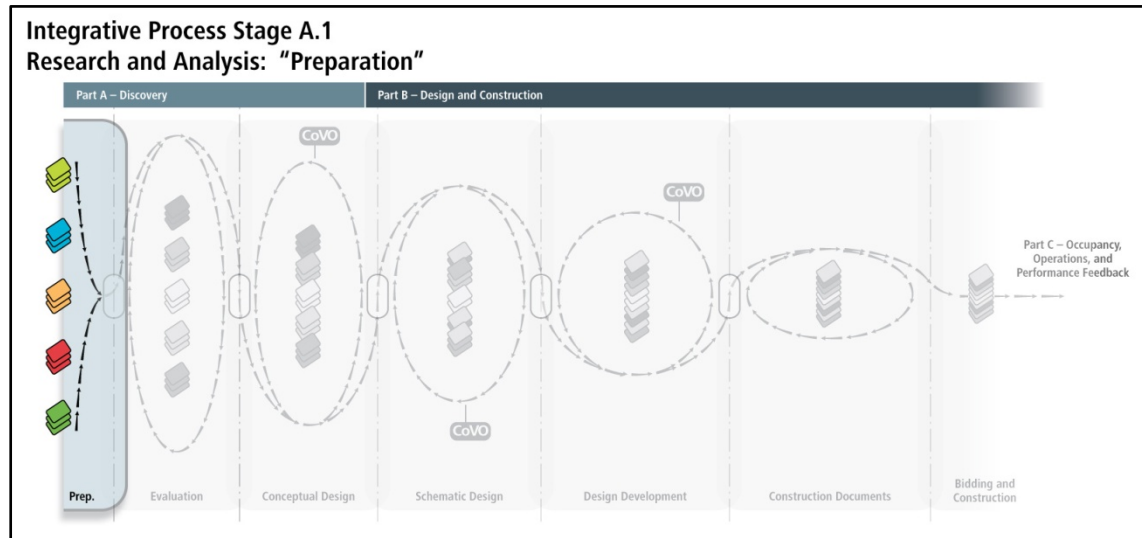 Integrative Process Stage A.1
Research and Analysis: “Preparation”
Part A – Discovery
Part B – Design and Construction
CoVO
CoVO
CoVO
Part C – Occupancy,
Operations, and
Performance Feedback
Prep.
Evaluation
Conceptual Design
Schematic Design
Design Development
Construction Documents
Bidding and
Construction